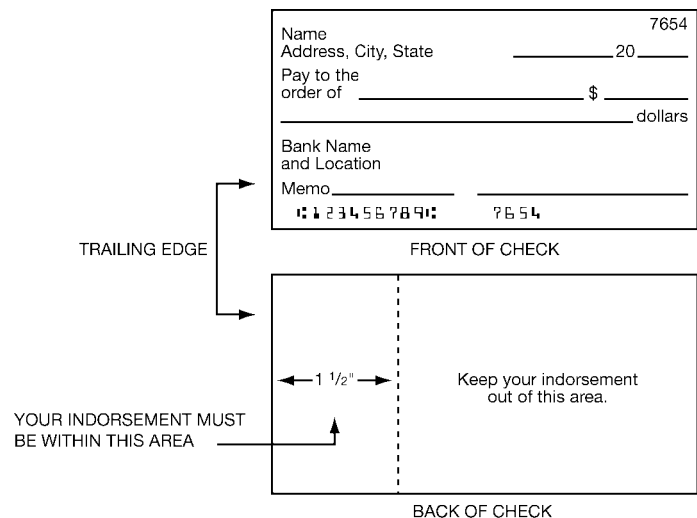 7654
Name
Address, City, State 20
Pay to the
order of $
dollars
Bank Name
and Location
Memo
⑆123456789⑆ 7654
TRAILING EDGE
FRONT OF CHECK
1 1/2"
Keep your indorsement
out of this area.
YOUR INDORSEMENT MUST
BE WITHIN THIS AREA
BACK OF CHECK